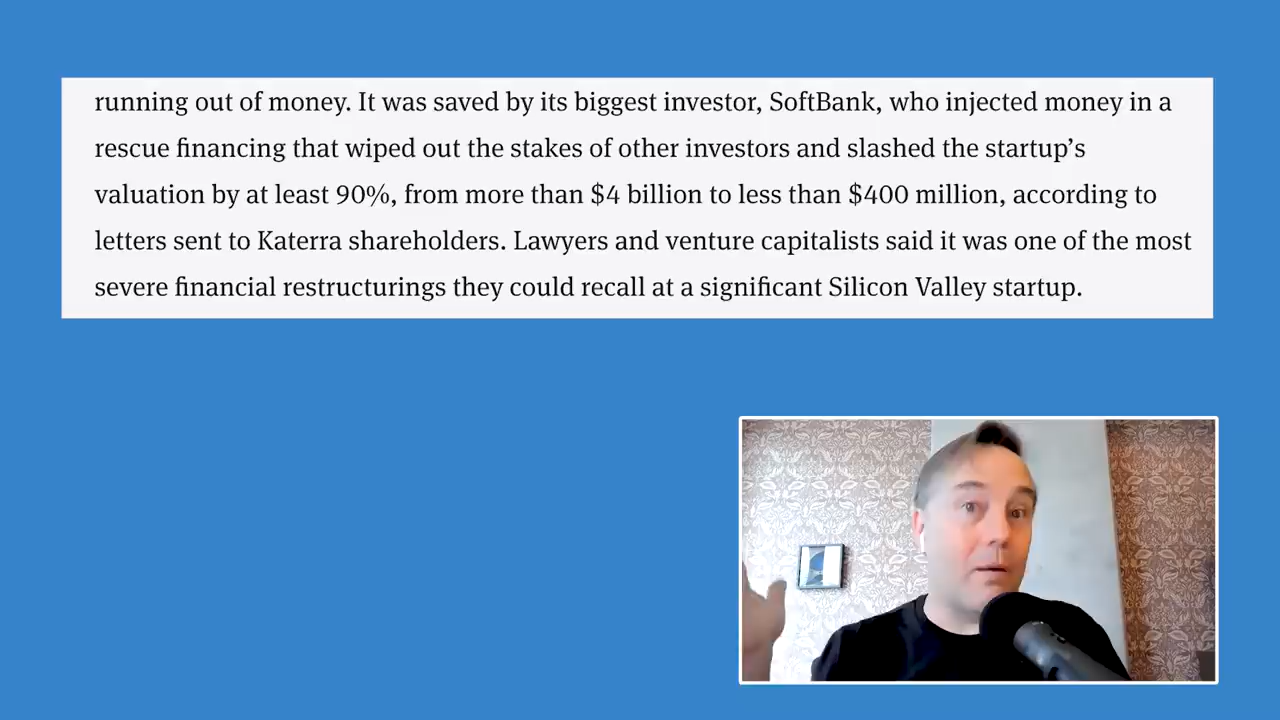 running out of money. It was saved by its biggest investor, SoftBank, who injected money in a
rescue financing that wiped out the stakes of other investors and slashed the startup’s
valuation by at least 90%, from more than $4 billion to less than $400 million, according to
letters sent to Katerra shareholders. Lawyers and venture capitalists said it was one of the most
severe financial restructurings they could recall at a significant Silicon Valley startup.